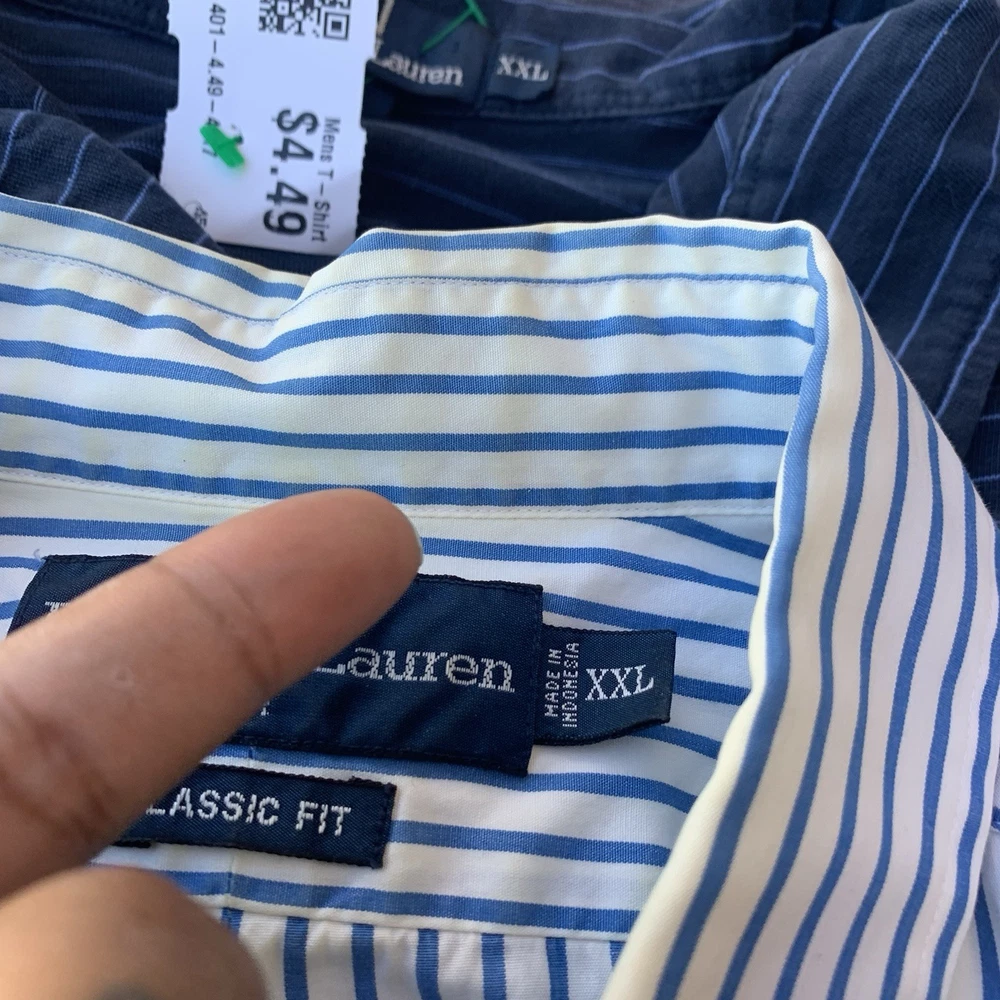 401-4.49-
Mens T-Shirt
$4.49
Lauren
XXL
Lauren
MADE IN
INDONESIA
XXL
LASSIC FIT